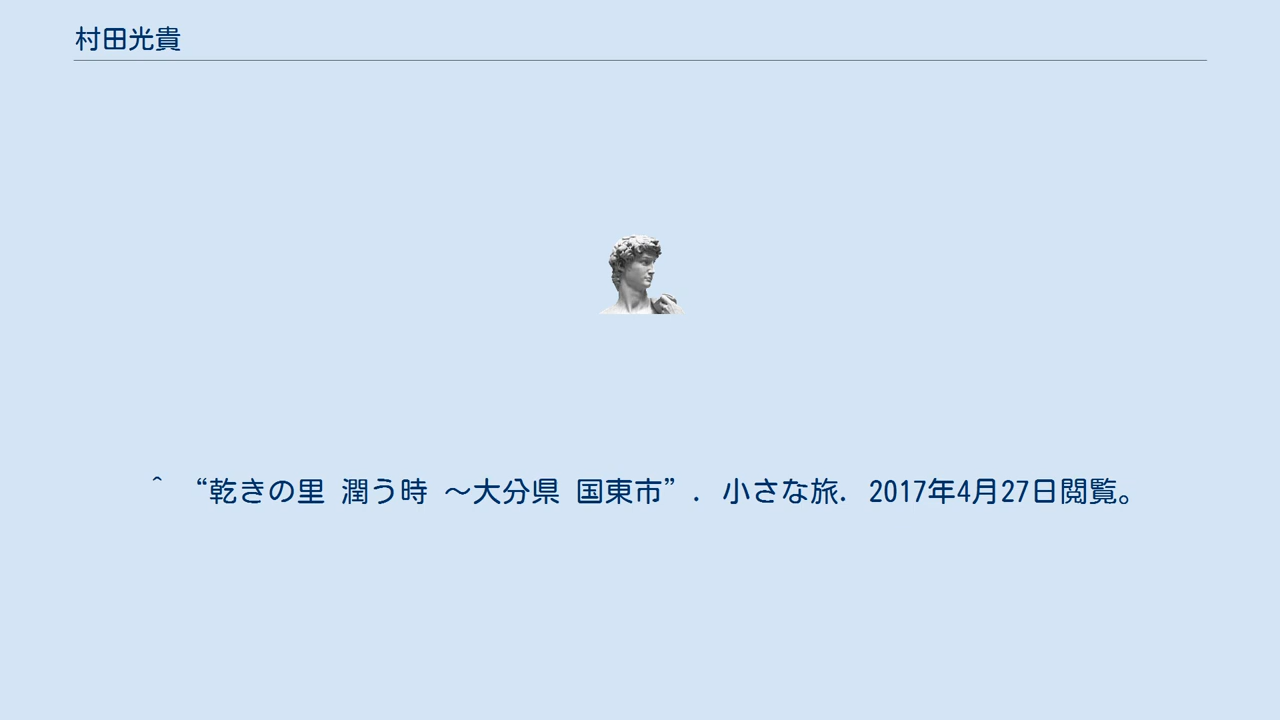 村田光貴
^ “乾きの里 潤う時 ～大分県 国東市”. 小さな旅. 2017年4月27日閲覧。